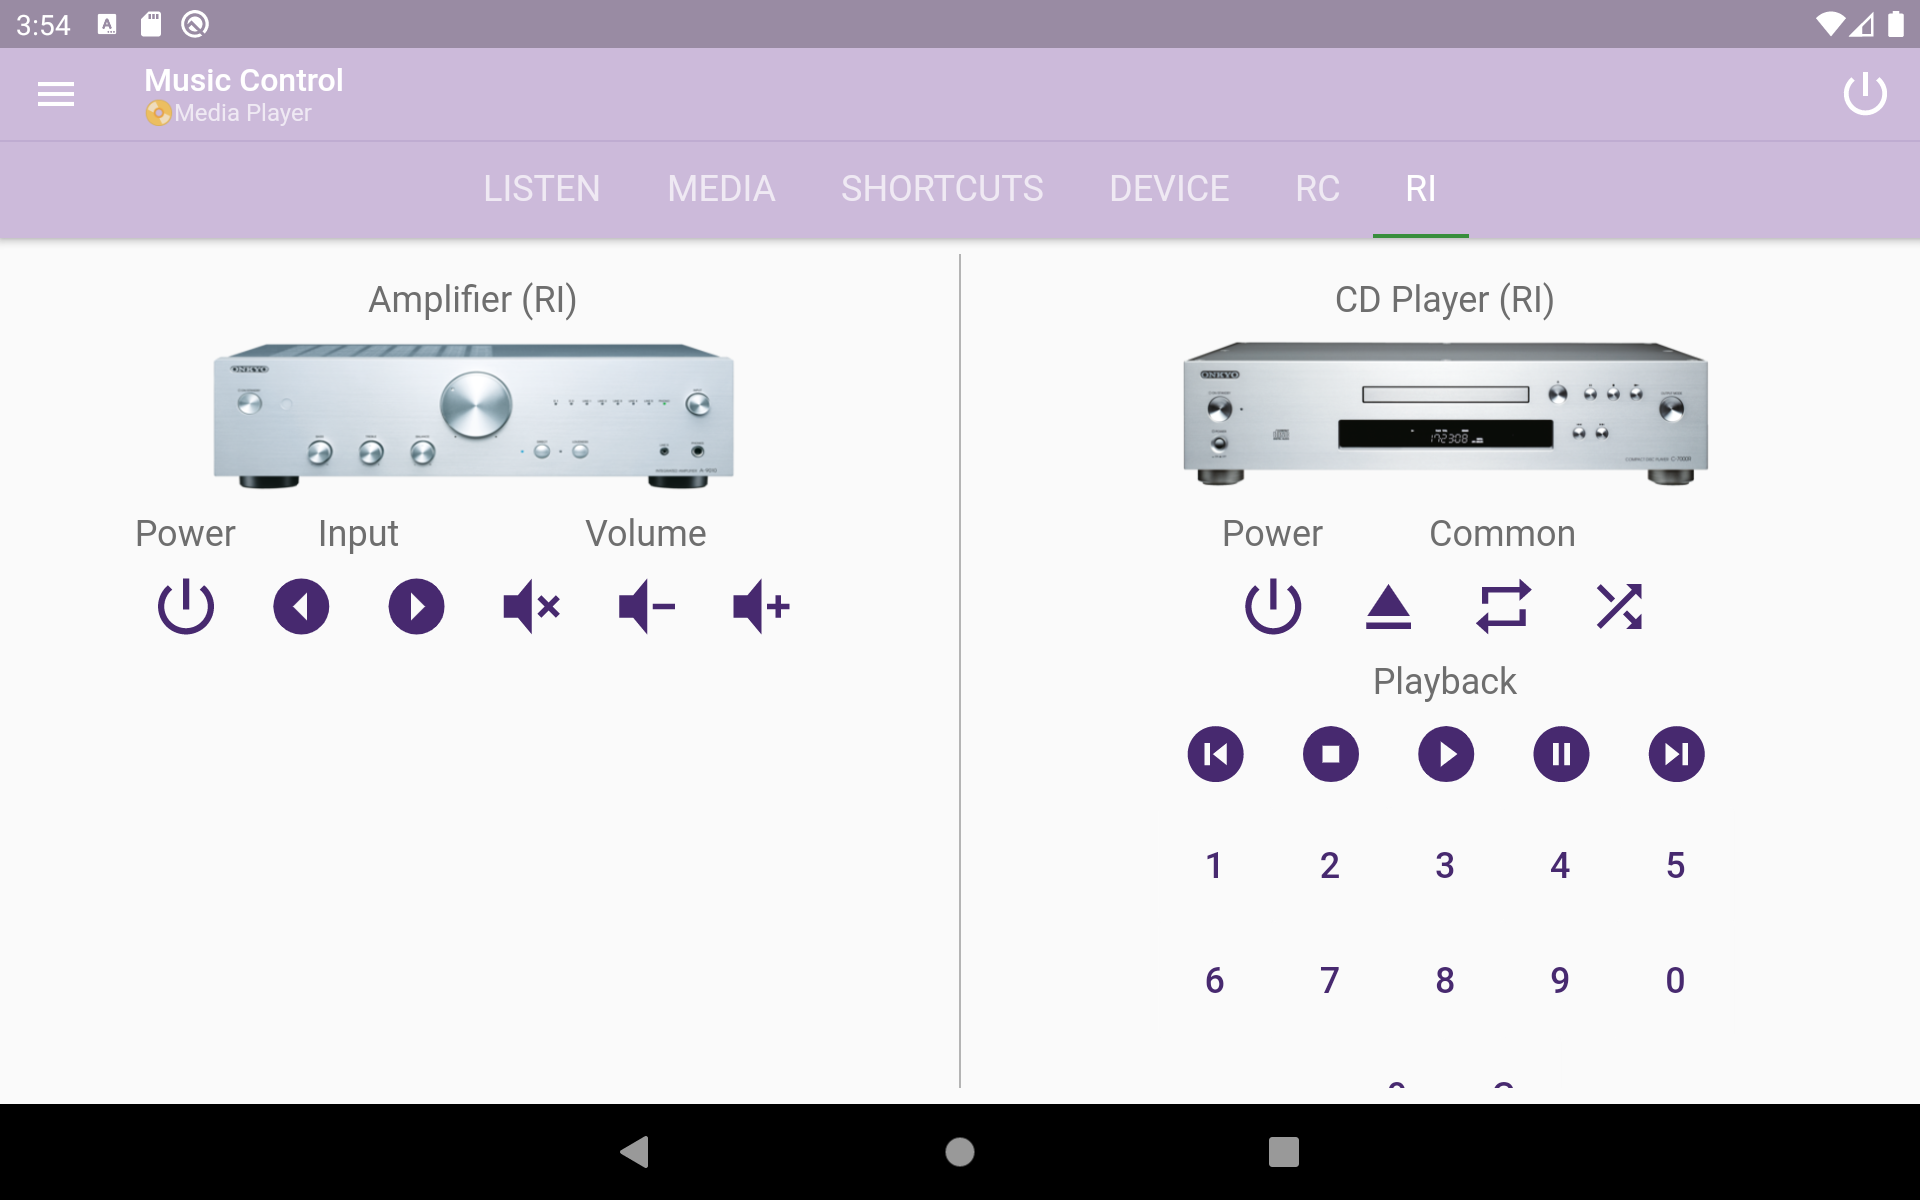 3:54
Music Control
Media Player
LISTEN MEDIA SHORTCUTS DEVICE RC RI
Amplifier (RI)
ONKYO
Power Input Volume
CD Player (RI)
ONKYO
Power Common
Playback
1 2 3 4 5
6 7 8 9 0